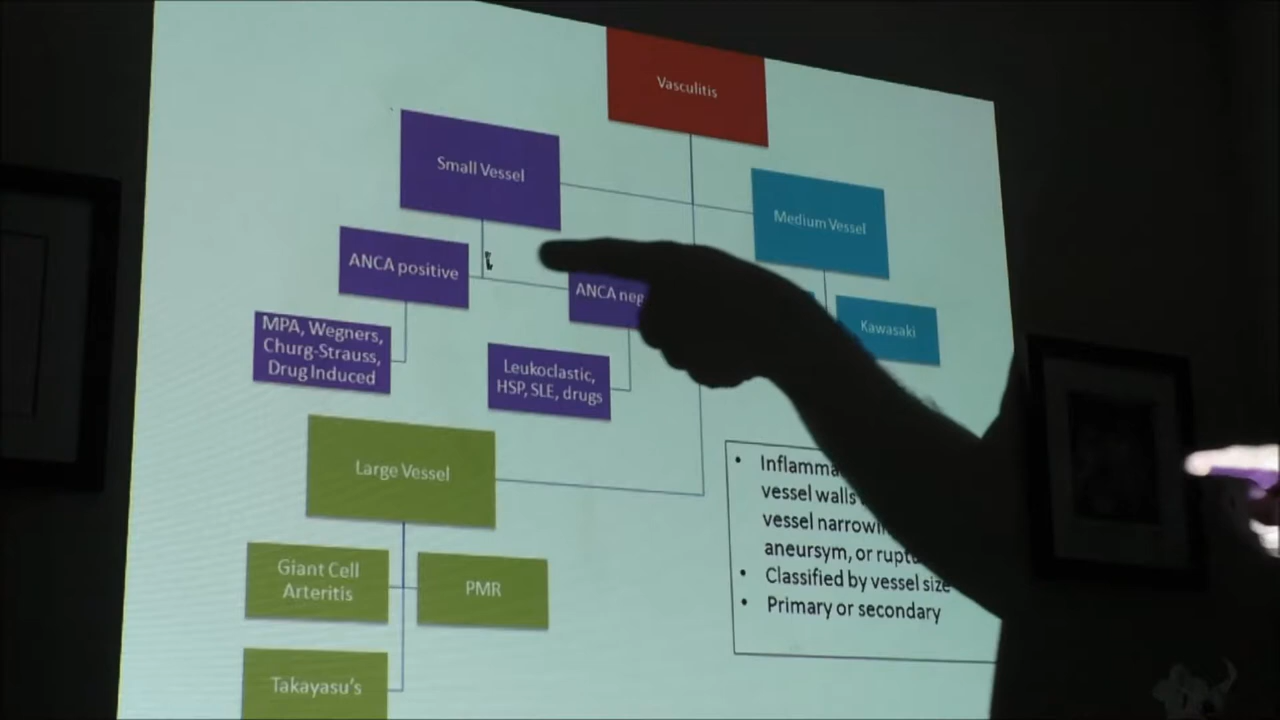 Vasculitis
Small Vessel
Medium Vessel
ANCA positive
ANCA neg
Kawasaki
MPA, Wegners,
Churg-Strauss,
Drug Induced
Leukoclastic,
HSP, SLE, drugs
Large Vessel
Giant Cell
Arteritis
PMR
Takayasu's
• Inflamma
vessel walls
vessel narrowi
aneursym, or ruptu
• Classified by vessel size
• Primary or secondary